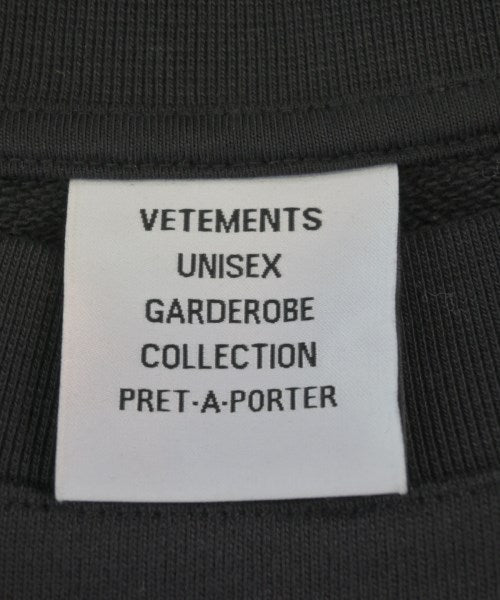 VETEMENTS
UNISEX
GARDEROBE
COLLECTION
PRET-A-PORTER